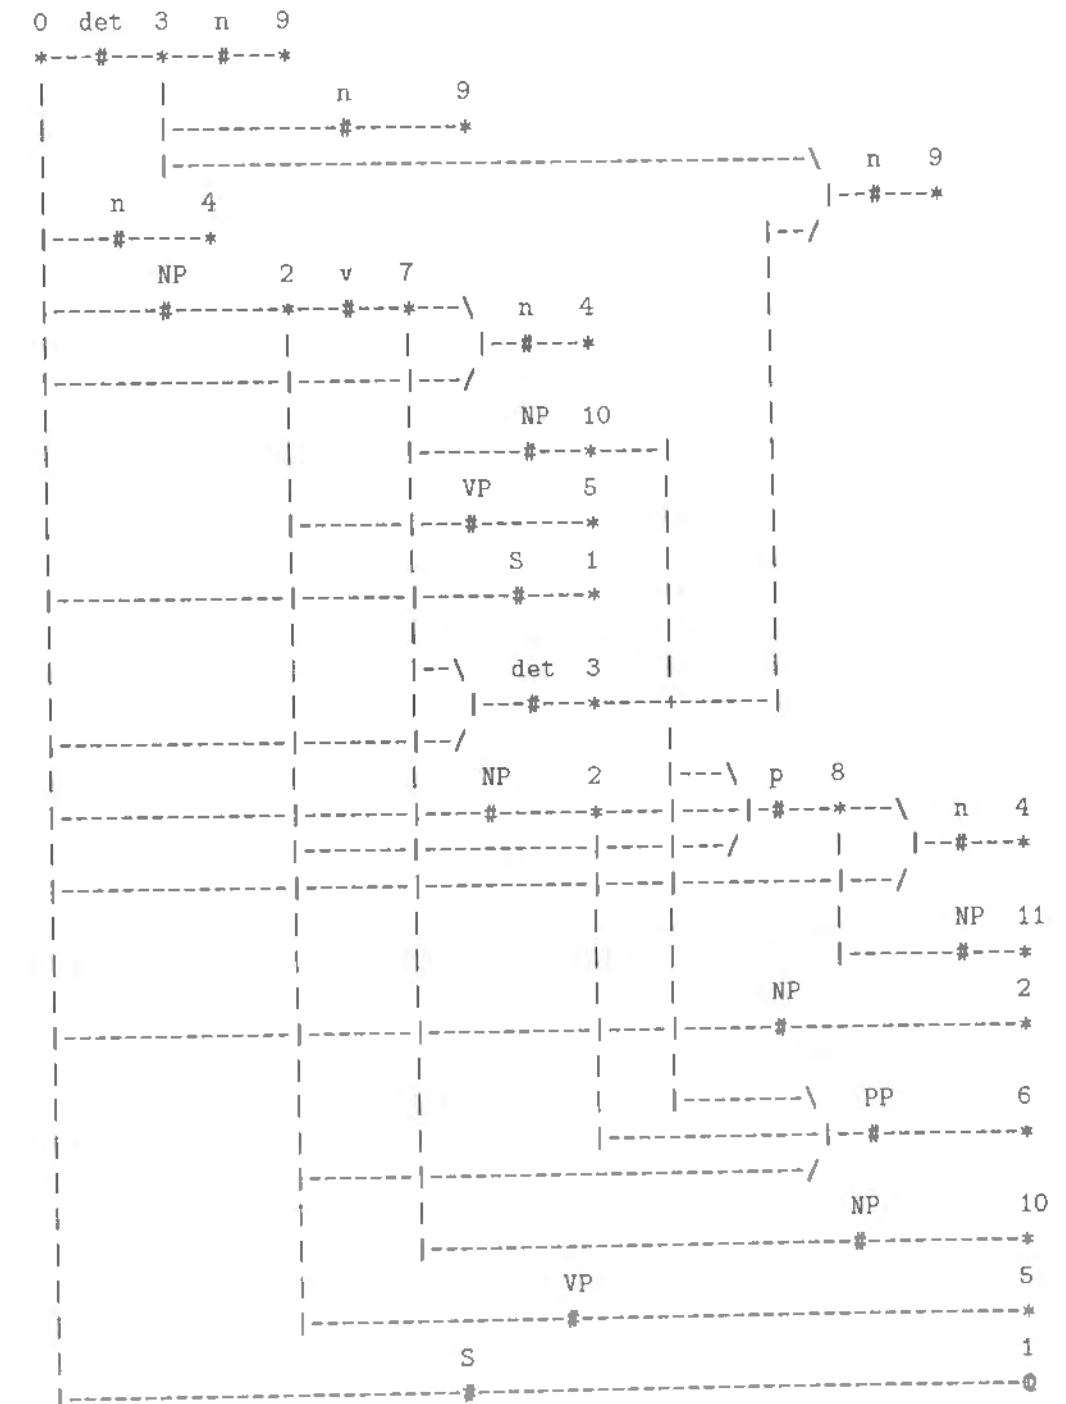 0 det 3 n 9
*---#---*---#---*
n 9
|-----------#-------*
|------------------------------------------\ n 9
|--#---*
n 4 |--/
|----#-----*
NP 2 v 7
|-------#-------*---#---*---\ n 4
|--#---*
|---------------|-------|---/
NP 10
|-------#---*----|
VP 5
|-------|---#-------*
S 1
|---------------|-------|------#----*
|--\ det 3
|---#---*-----+------|
|---------------|-------|--/
NP 2 |---\ p 8
|---------------|-------|----#------*----|----|-#---*---\ n 4
|-------|-----------|----|---/ |--#---*
|---------------|-------|-----------|----|----------|---/
NP 11
|-------#---*
NP 2
|---------------|-------|-----------|----|------#---------------*
|--------\ PP 6
|--------------|--#---------*
|-------|-------------------------/
NP 10
|----------------------------#----------*
VP 5
|-----------------#-----------------------------*
S 1
|--------------------------#------------------------------------@